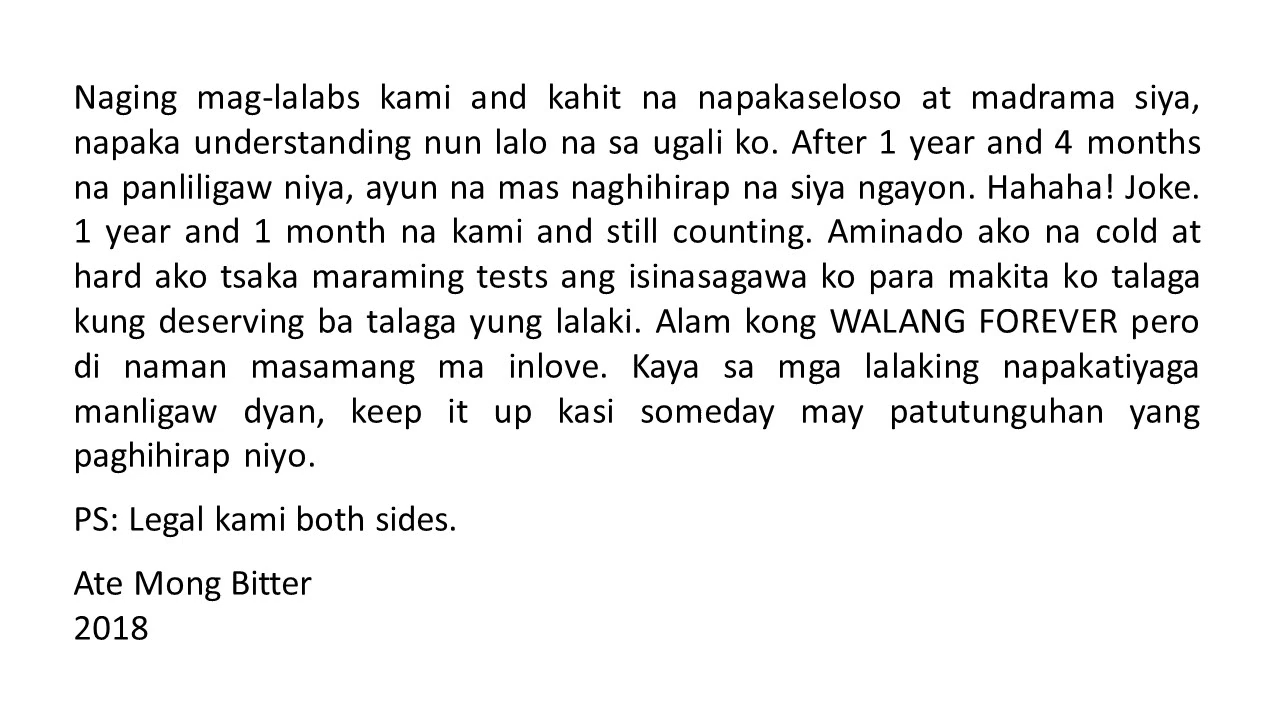 Naging mag-lalabs kami and kahit na napakaseloso at madrama siya,
napaka understanding nun lalo na sa ugali ko. After 1 year and 4 months
na panliligaw niya, ayun na mas naghihirap na siya ngayon. Hahaha! Joke.
1 year and 1 month na kami and still counting. Aminado ako na cold at
hard ako tsaka maraming tests ang isinasagawa ko para makita ko talaga
kung deserving ba talaga yung lalaki. Alam kong WALANG FOREVER pero
di naman masamang ma inlove. Kaya sa mga lalaking napakatiyaga
manligaw dyan, keep it up kasi someday may patutunguhan yang
paghihirap niyo.
PS: Legal kami both sides.
Ate Mong Bitter
2018